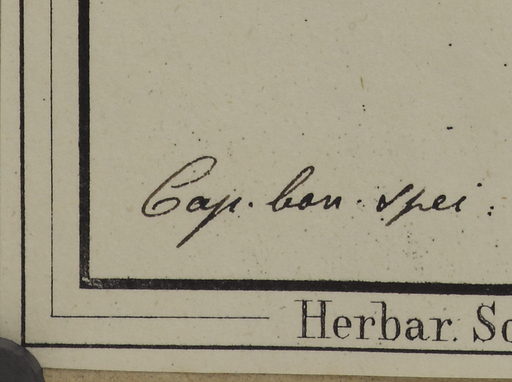 Cap. bon. spei.
Herbar. Sc